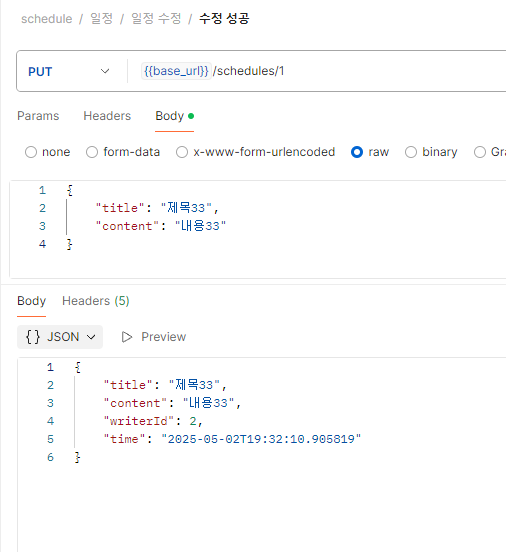 schedule / 일정 / 일정 수정 / 수정 성공
PUT {{base_url}} /schedules/1
Params Headers Body
none form-data x-www-form-urlencoded raw binary
1 {
2 "title": "제목33",
3 "content": "내용33"
4 }
Body Headers (5)
{} JSON Preview
1 {
2 "title": "제목33",
3 "content": "내용33",
4 "writerId": 2,
5 "time": "2025-05-02T19:32:10.905819"
6 }